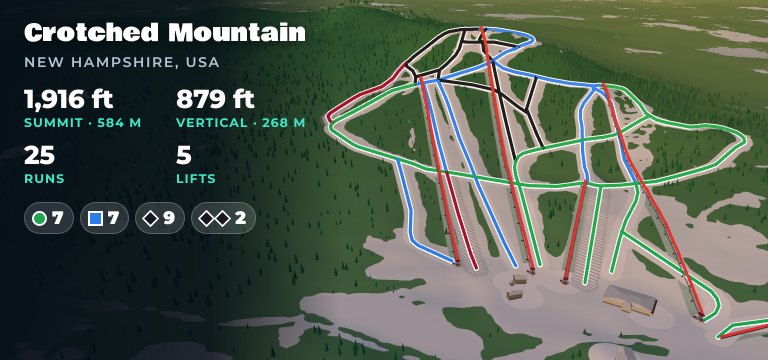 Crotched Mountain
NEW HAMPSHIRE, USA
1,916 ft 879 ft
SUMMIT · 584 M VERTICAL · 268 M
25 5
RUNS LIFTS
7 7 9 2